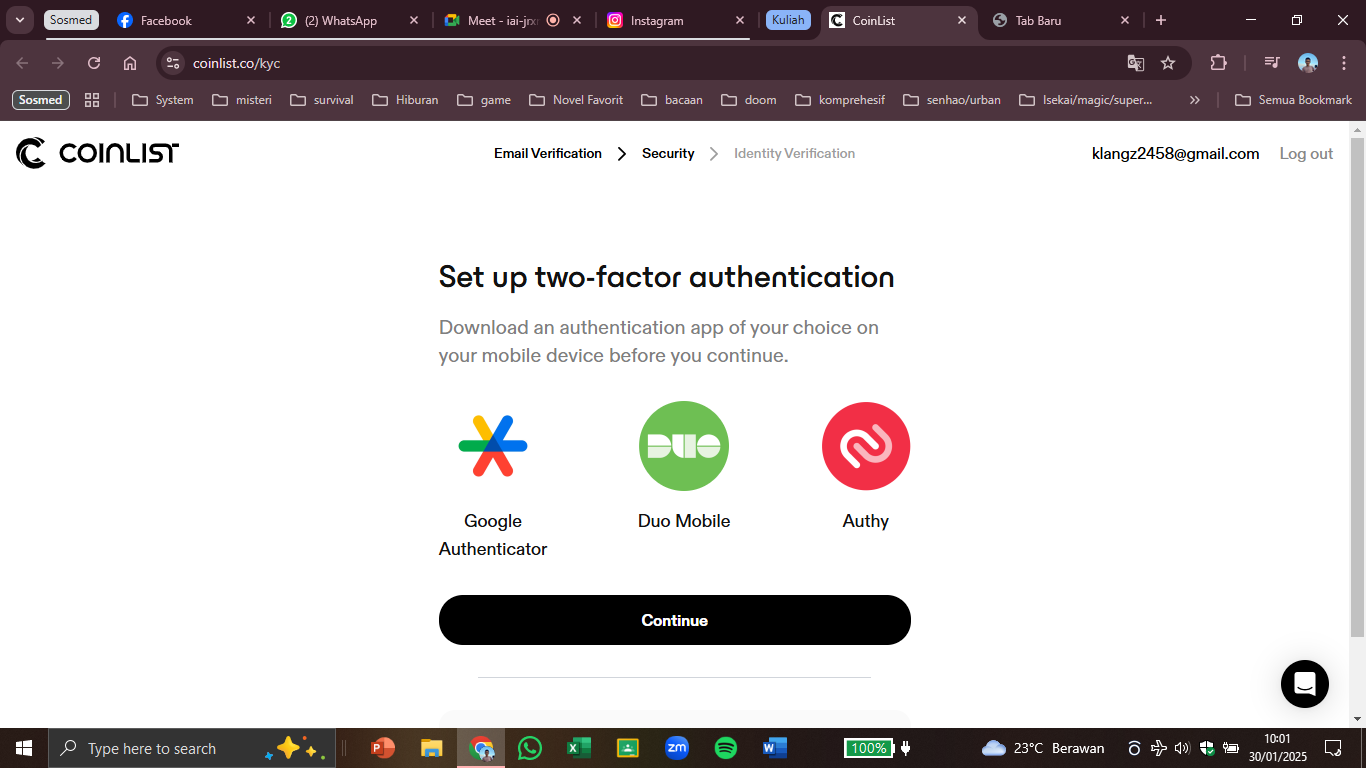 Sosmed
Facebook
(2) WhatsApp
Meet - iai-jrx
Instagram
Kuliah
CoinList
Tab Baru
coinlist.co/kyc
Sosmed
System
misteri
survival
Hiburan
game
Novel Favorit
bacaan
doom
komprehesif
senhao/urban
Isekai/magic/super...
Semua Bookmark
COINLIST
Email Verification
Security
Identity Verification
klangz2458@gmail.com
Log out
Set up two-factor authentication
Download an authentication app of your choice on
your mobile device before you continue.
DUO
Google
Authenticator
Duo Mobile
Authy
Continue
Type here to search
zm
100%
23°C Berawan
10:01
30/01/2025